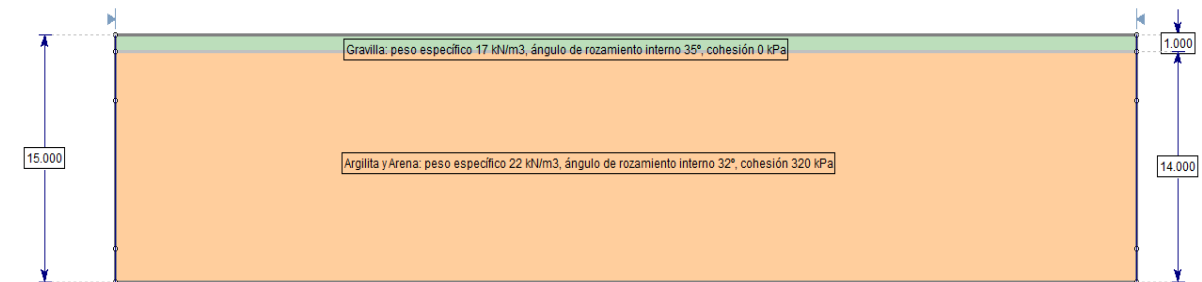 Gravilla: peso específico 17 kN/m3, ángulo de rozamiento interno 35º, cohesión 0 kPa
1.000
15.000
Argilita y Arena: peso específico 22 kN/m3, ángulo de rozamiento interno 32º, cohesión 320 kPa
14.000